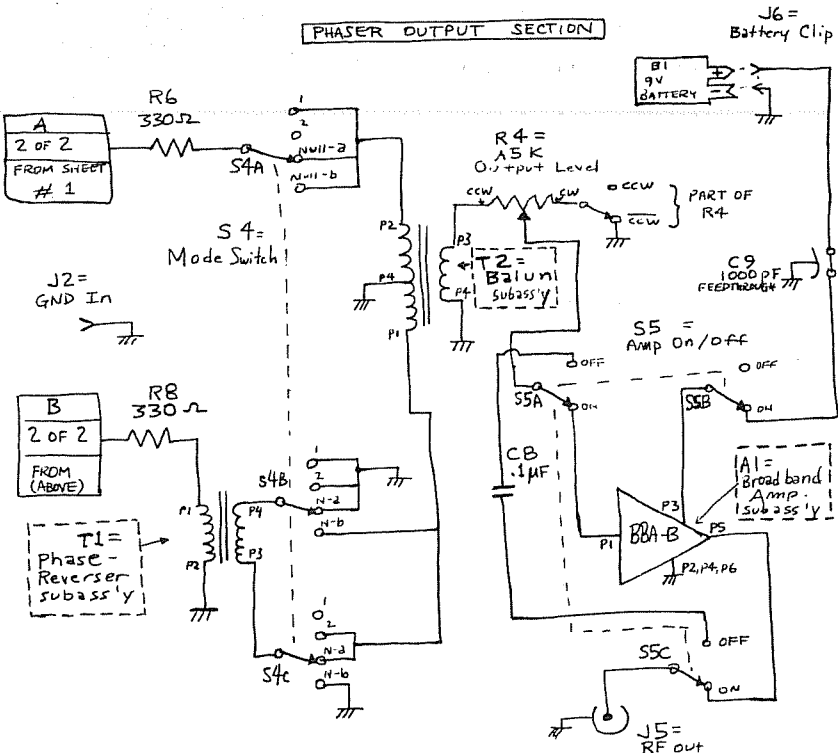 PHASER OUTPUT SECTION
J6 =
Battery Clip
B1
9V
BATTERY
+
-
A
2 OF 2
FROM SHEET
# 1
R6
330Ω
S4A
1
2
Null-a
Null-b
S4 =
Mode Switch
J2 =
GND In
P2
P4
P1
R4 =
A5K
Output Level
CCW
CW
CCW
CCW
PART OF
R4
P3
P4
T2 =
Balun
subass'y
C9
1000pF
FEEDTHROUGH
S5 =
Amp On/Off
OFF
S5A
ON
OFF
S5B
ON
B
2 OF 2
FROM
(ABOVE)
R8
330Ω
P1
P2
P4
P3
T1 =
Phase-
Reverser
subass'y
S4B
1
2
N-a
N-b
S4C
1
2
N-a
N-b
C8
.1µF
A1 =
Broadband
Amp.
subass'y
P3
P1
BBA-B
P5
P2, P4, P6
OFF
S5C
ON
J5 =
RF out